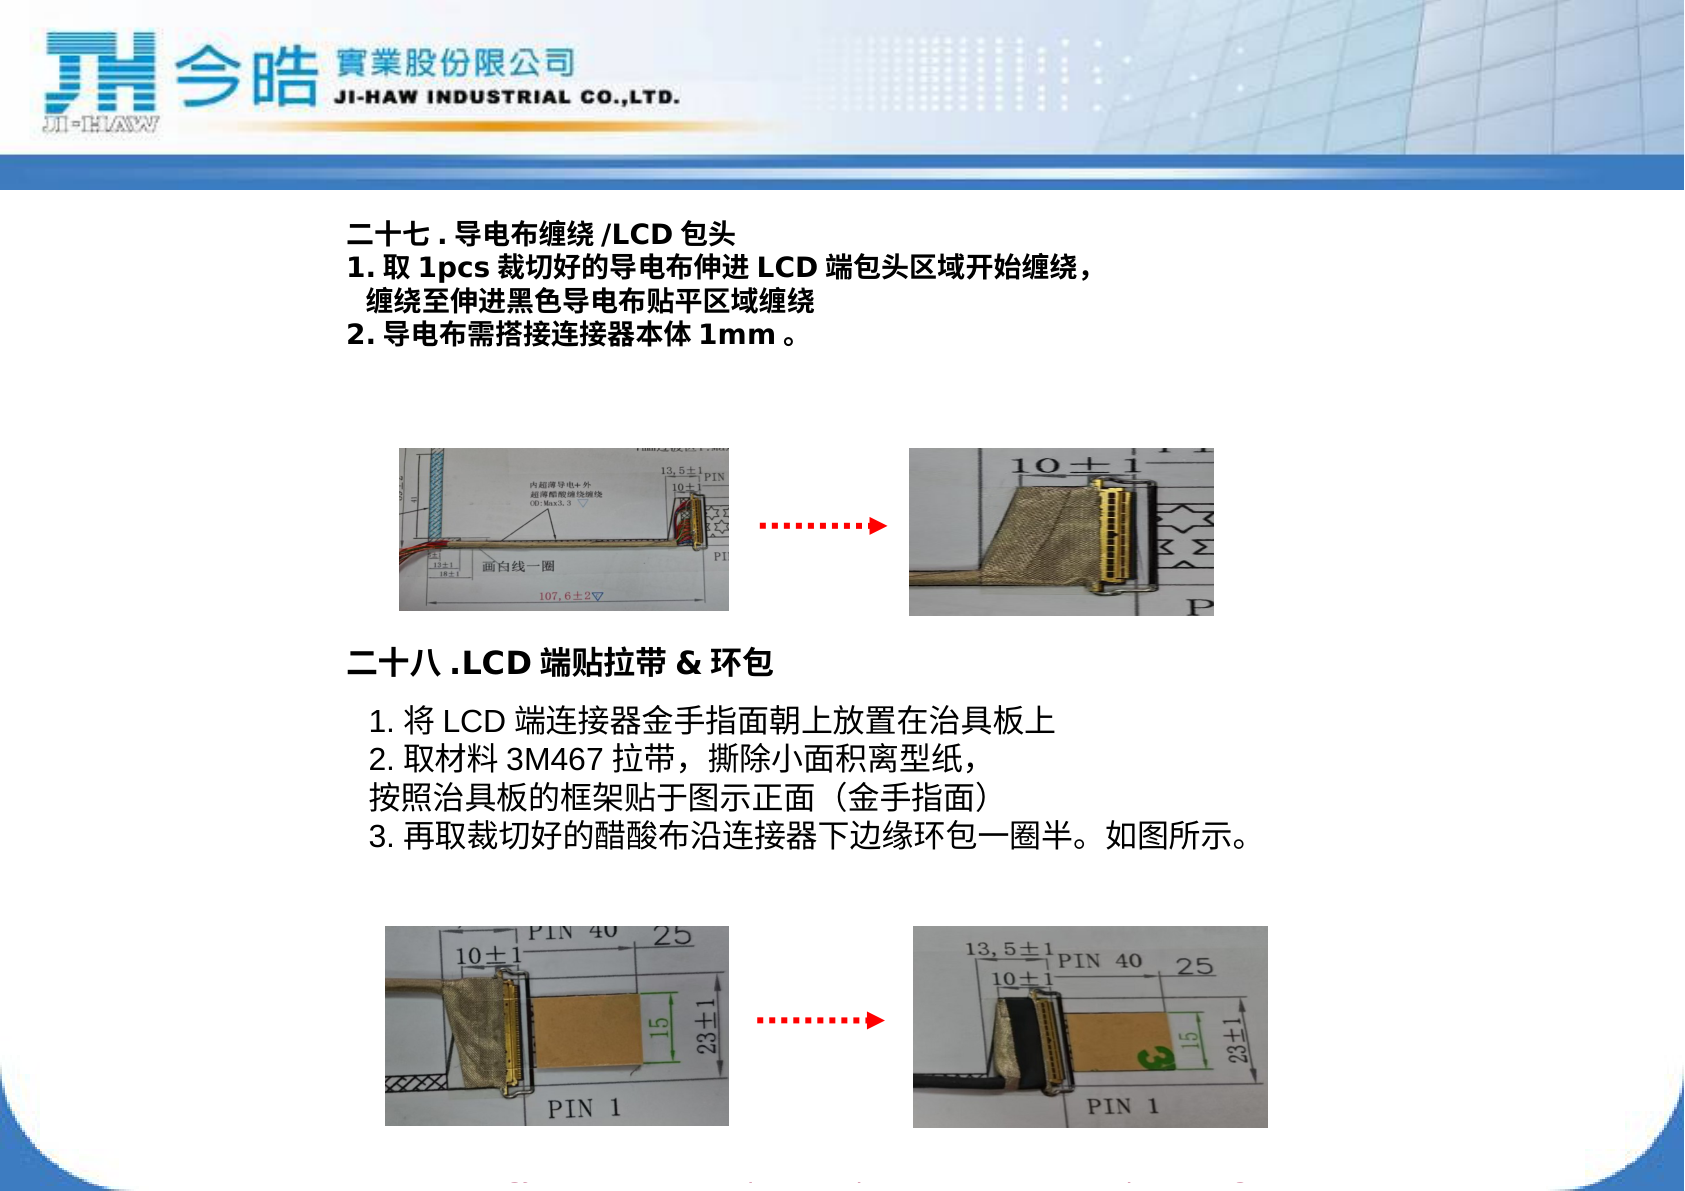 JI-HAW
今皓
實業股份限公司
JI-HAW INDUSTRIAL CO.,LTD.
二十七 . 导电布缠绕 /LCD 包头
1. 取 1pcs 裁切好的导电布伸进 LCD 端包头区域开始缠绕，
缠绕至伸进黑色导电布贴平区域缠绕
2. 导电布需搭接连接器本体 1mm 。
13,5±1
PIN
10±1
内超薄导电+外
超薄醋酸缠绕缠绕
OD:Max3.3
13±1
18±1
画白线一圈
107,6±2
10±1
P
二十八 .LCD 端贴拉带 & 环包
1. 将 LCD 端连接器金手指面朝上放置在治具板上
2. 取材料 3M467 拉带，撕除小面积离型纸，
按照治具板的框架贴于图示正面（金手指面）
3. 再取裁切好的醋酸布沿连接器下边缘环包一圈半。如图所示。
PIN 40
25
10±1
15
23±1
PIN 1
13,5±1
PIN 40
25
10±1
3
15
23±1
PIN 1